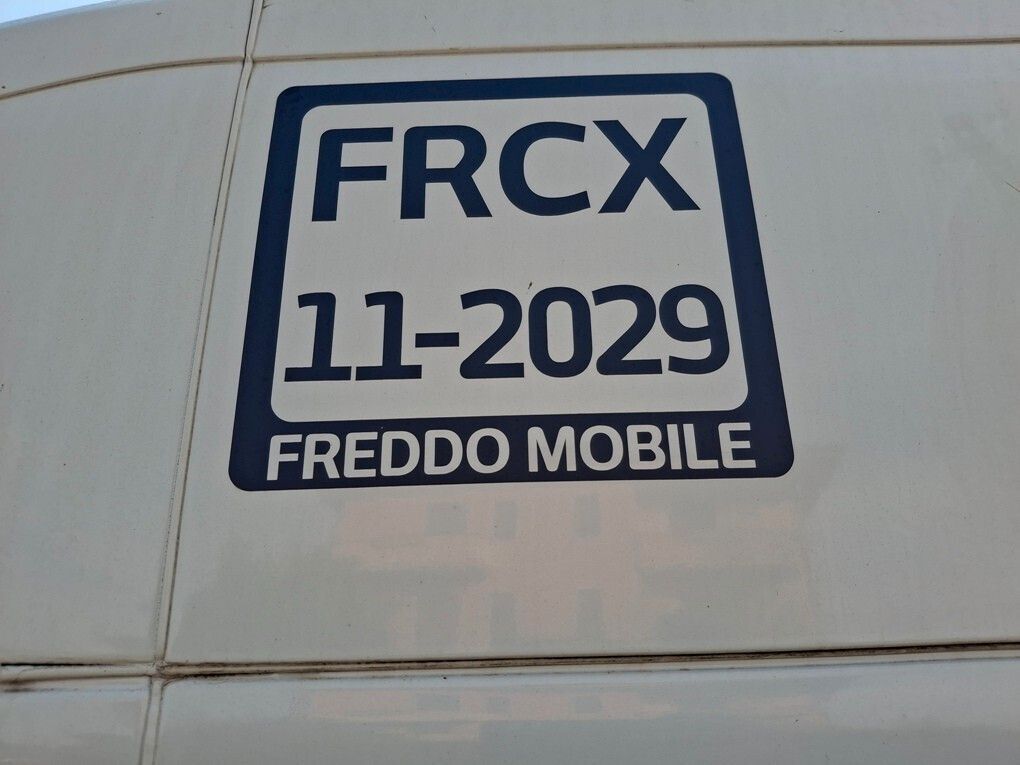 FRCX
11-2029
FREDDO MOBILE